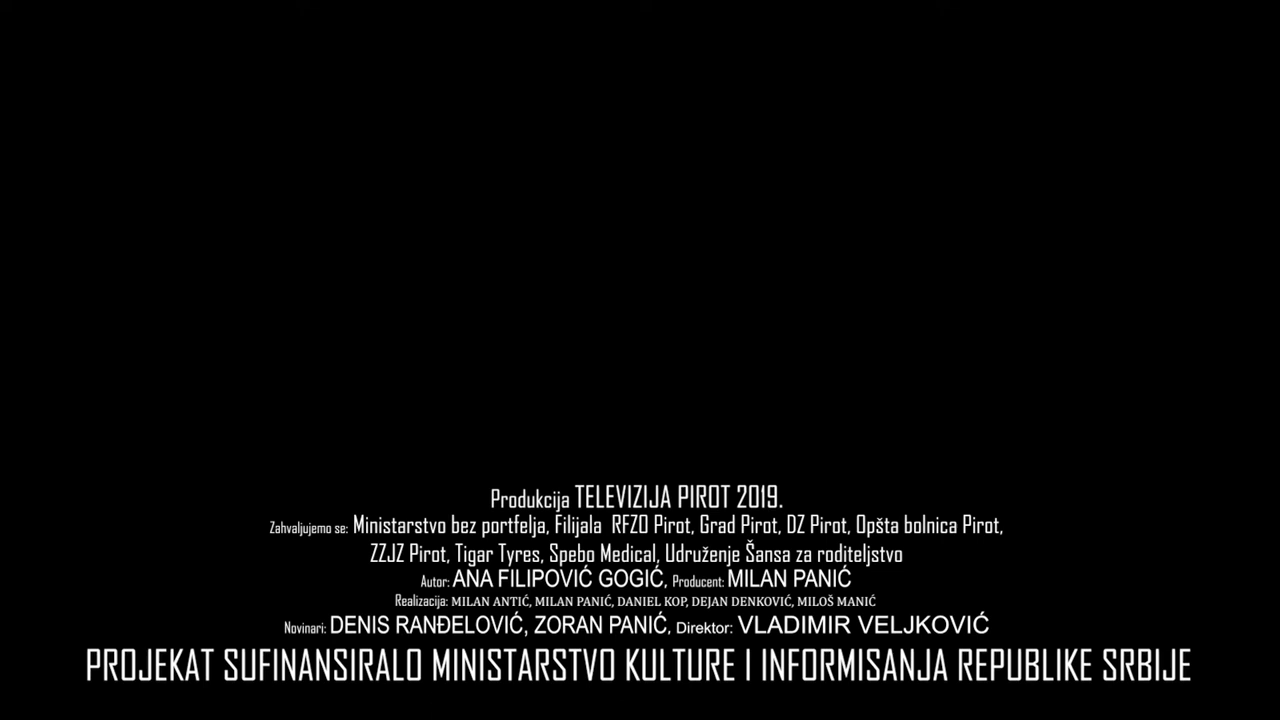 Produkcija TELEVIZIJA PIROT 2019.
Zahvaljujemo se: Ministarstvo bez portfelja, Filijala RFZO Pirot, Grad Pirot, DZ Pirot, Opšta bolnica Pirot,
ZZJZ Pirot, Tigar Tyres, Spebo Medical, Udruženje Šansa za roditeljstvo
Autor: ANA FILIPOVIĆ GOGIĆ, Producent: MILAN PANIĆ
Realizacija: MILAN ANTIĆ, MILAN PANIĆ, DANIEL KOP, DEJAN DENKOVIĆ, MILOŠ MANIĆ
Novinari: DENIS RANĐELOVIĆ, ZORAN PANIĆ, Direktor: VLADIMIR VELJKOVIĆ
PROJEKAT SUFINANSIRALO MINISTARSTVO KULTURE I INFORMISANJA REPUBLIKE SRBIJE